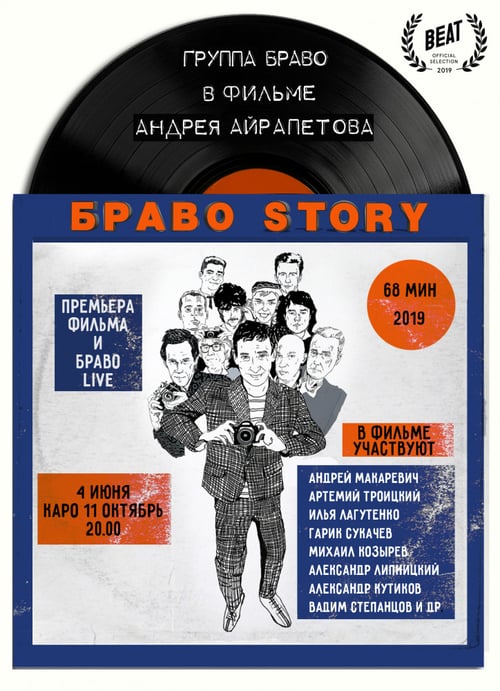 BEAT
OFFICIAL
SELECTION
2019
ГРУППА БРАВО
В ФИЛЬМЕ
АНДРЕЯ АЙРАПЕТОВА
БРАВО STORY
68 МИН
2019
ПРЕМЬЕРА
ФИЛЬМА
И
БРАВО
LIVE
В ФИЛЬМЕ
УЧАСТВУЮТ
4 ИЮНЯ
КАРО 11 ОКТЯБРЬ
20.00
АНДРЕЙ МАКАРЕВИЧ
АРТЕМИЙ ТРОИЦКИЙ
ИЛЬЯ ЛАГУТЕНКО
ГАРИК СУКАЧЕВ
МИХАИЛ КОЗЫРЕВ
АЛЕКСАНДР ЛИПНИЦКИЙ
АЛЕКСАНДР КУТИКОВ
ВАДИМ СТЕПАНЦОВ И ДР